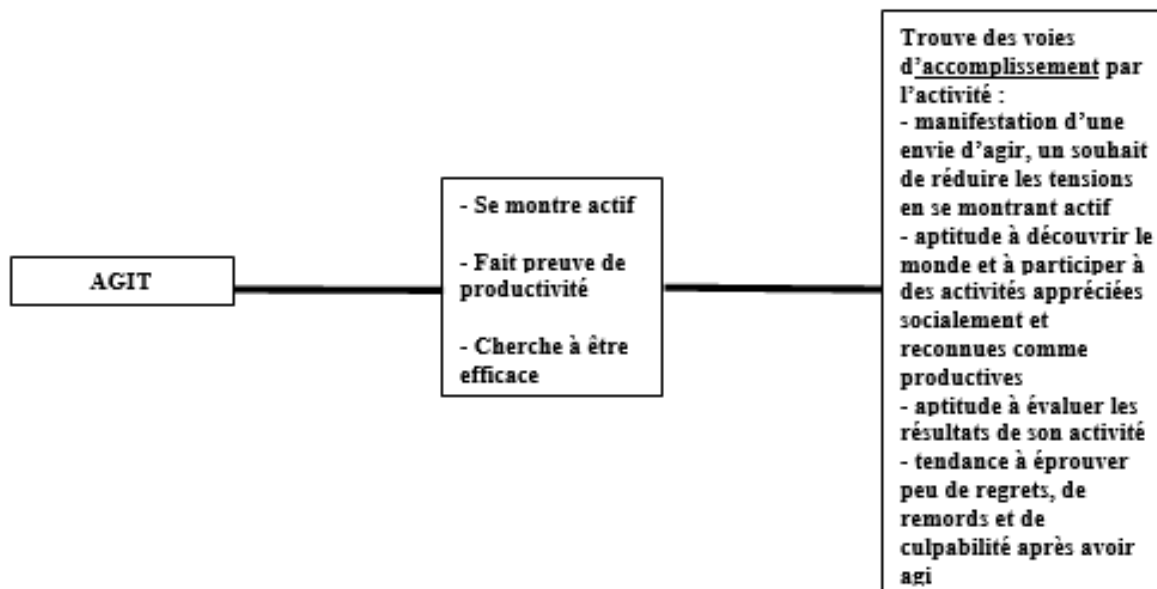 AGIT
- Se montre actif
- Fait preuve de
productivité
- Cherche à être
efficace
Trouve des voies
d’accomplissement par
l’activité :
- manifestation d’une
envie d’agir, un souhait
de réduire les tensions
en se montrant actif
- aptitude à découvrir le
monde et à participer à
des activités appréciées
socialement et
reconnues comme
productives
- aptitude à évaluer les
résultats de son activité
- tendance à éprouver
peu de regrets, de
remords et de
culpabilité après avoir
agi